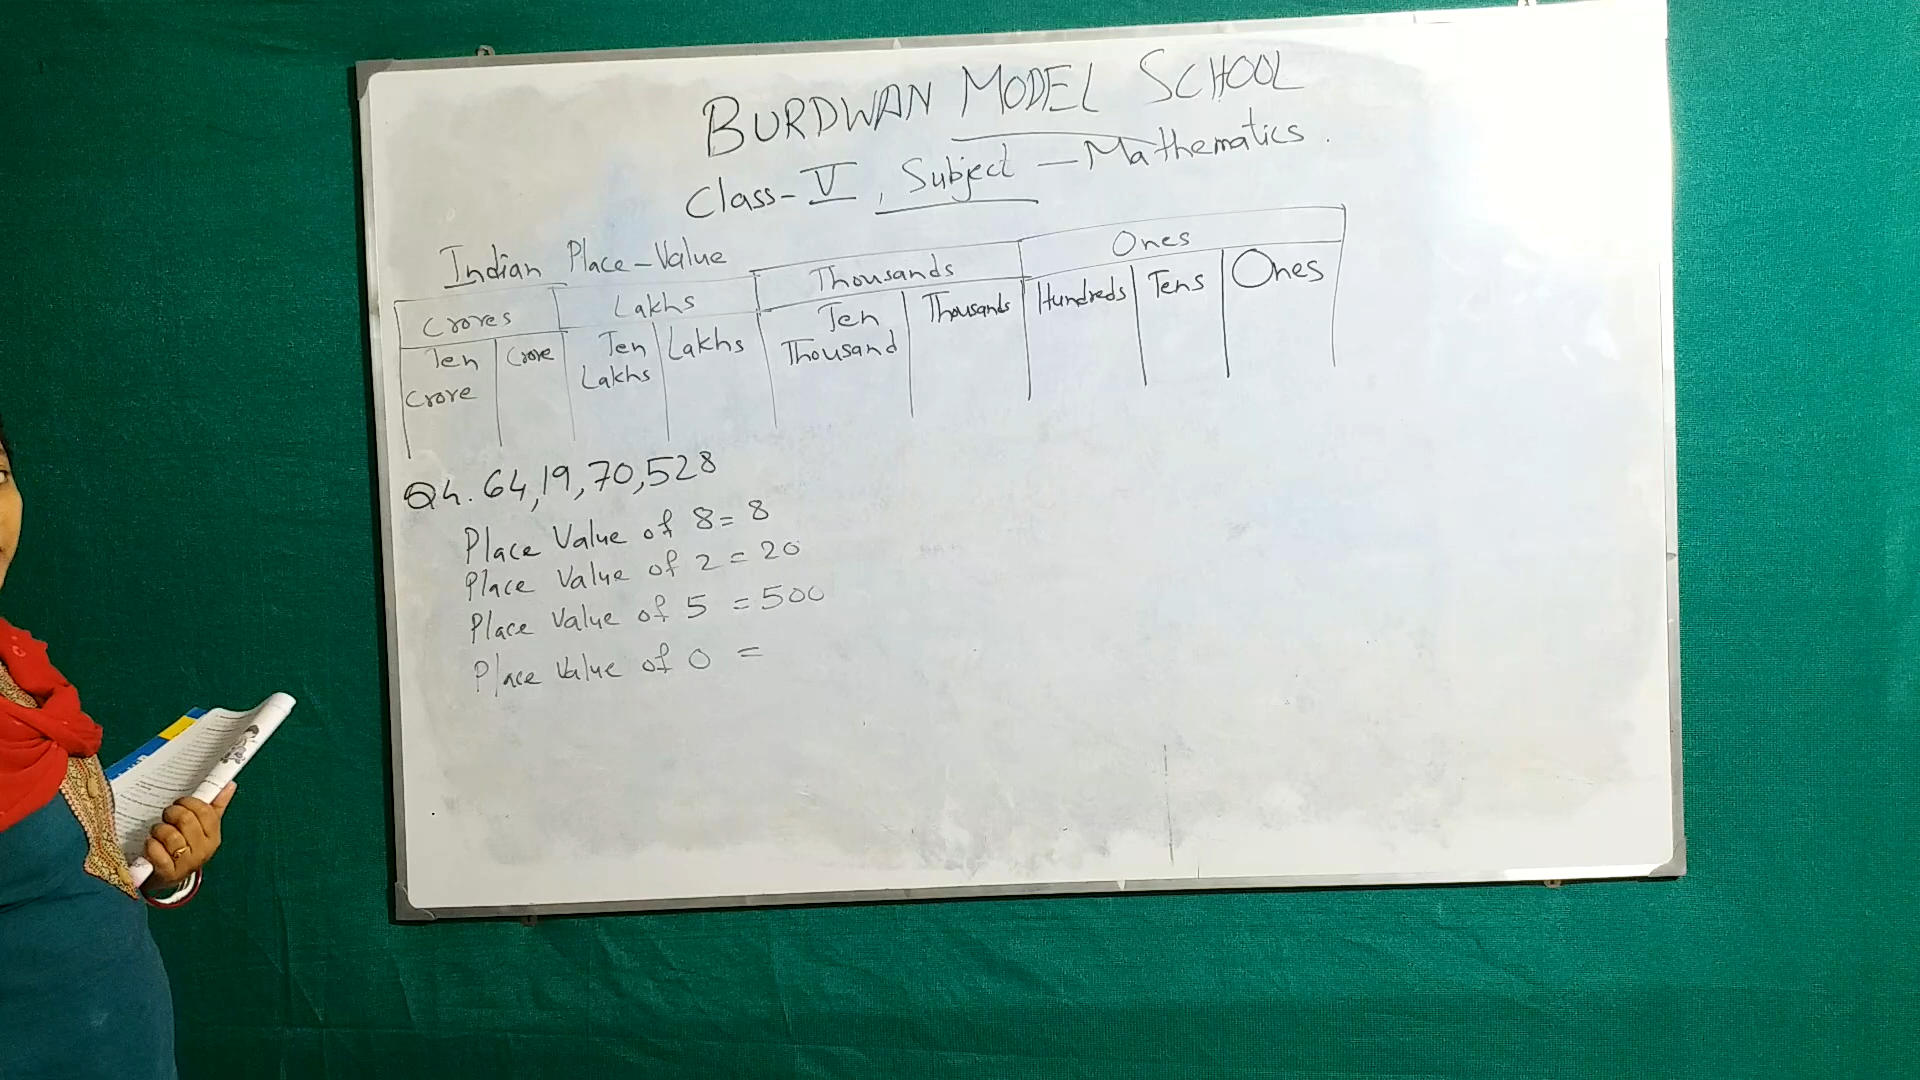 BURDWAN MODEL SCHOOL
Class-V, Subject - Mathematics.
Indian Place-Value
Crores Lakhs Thousands Ones
Ten Crore Crore Ten Lakhs Lakhs Ten Thousand Thousands Hundreds Tens Ones
Q4. 64,19,70,528
Place Value of 8 = 8
Place Value of 2 = 20
Place Value of 5 = 500
Place Value of 0 =